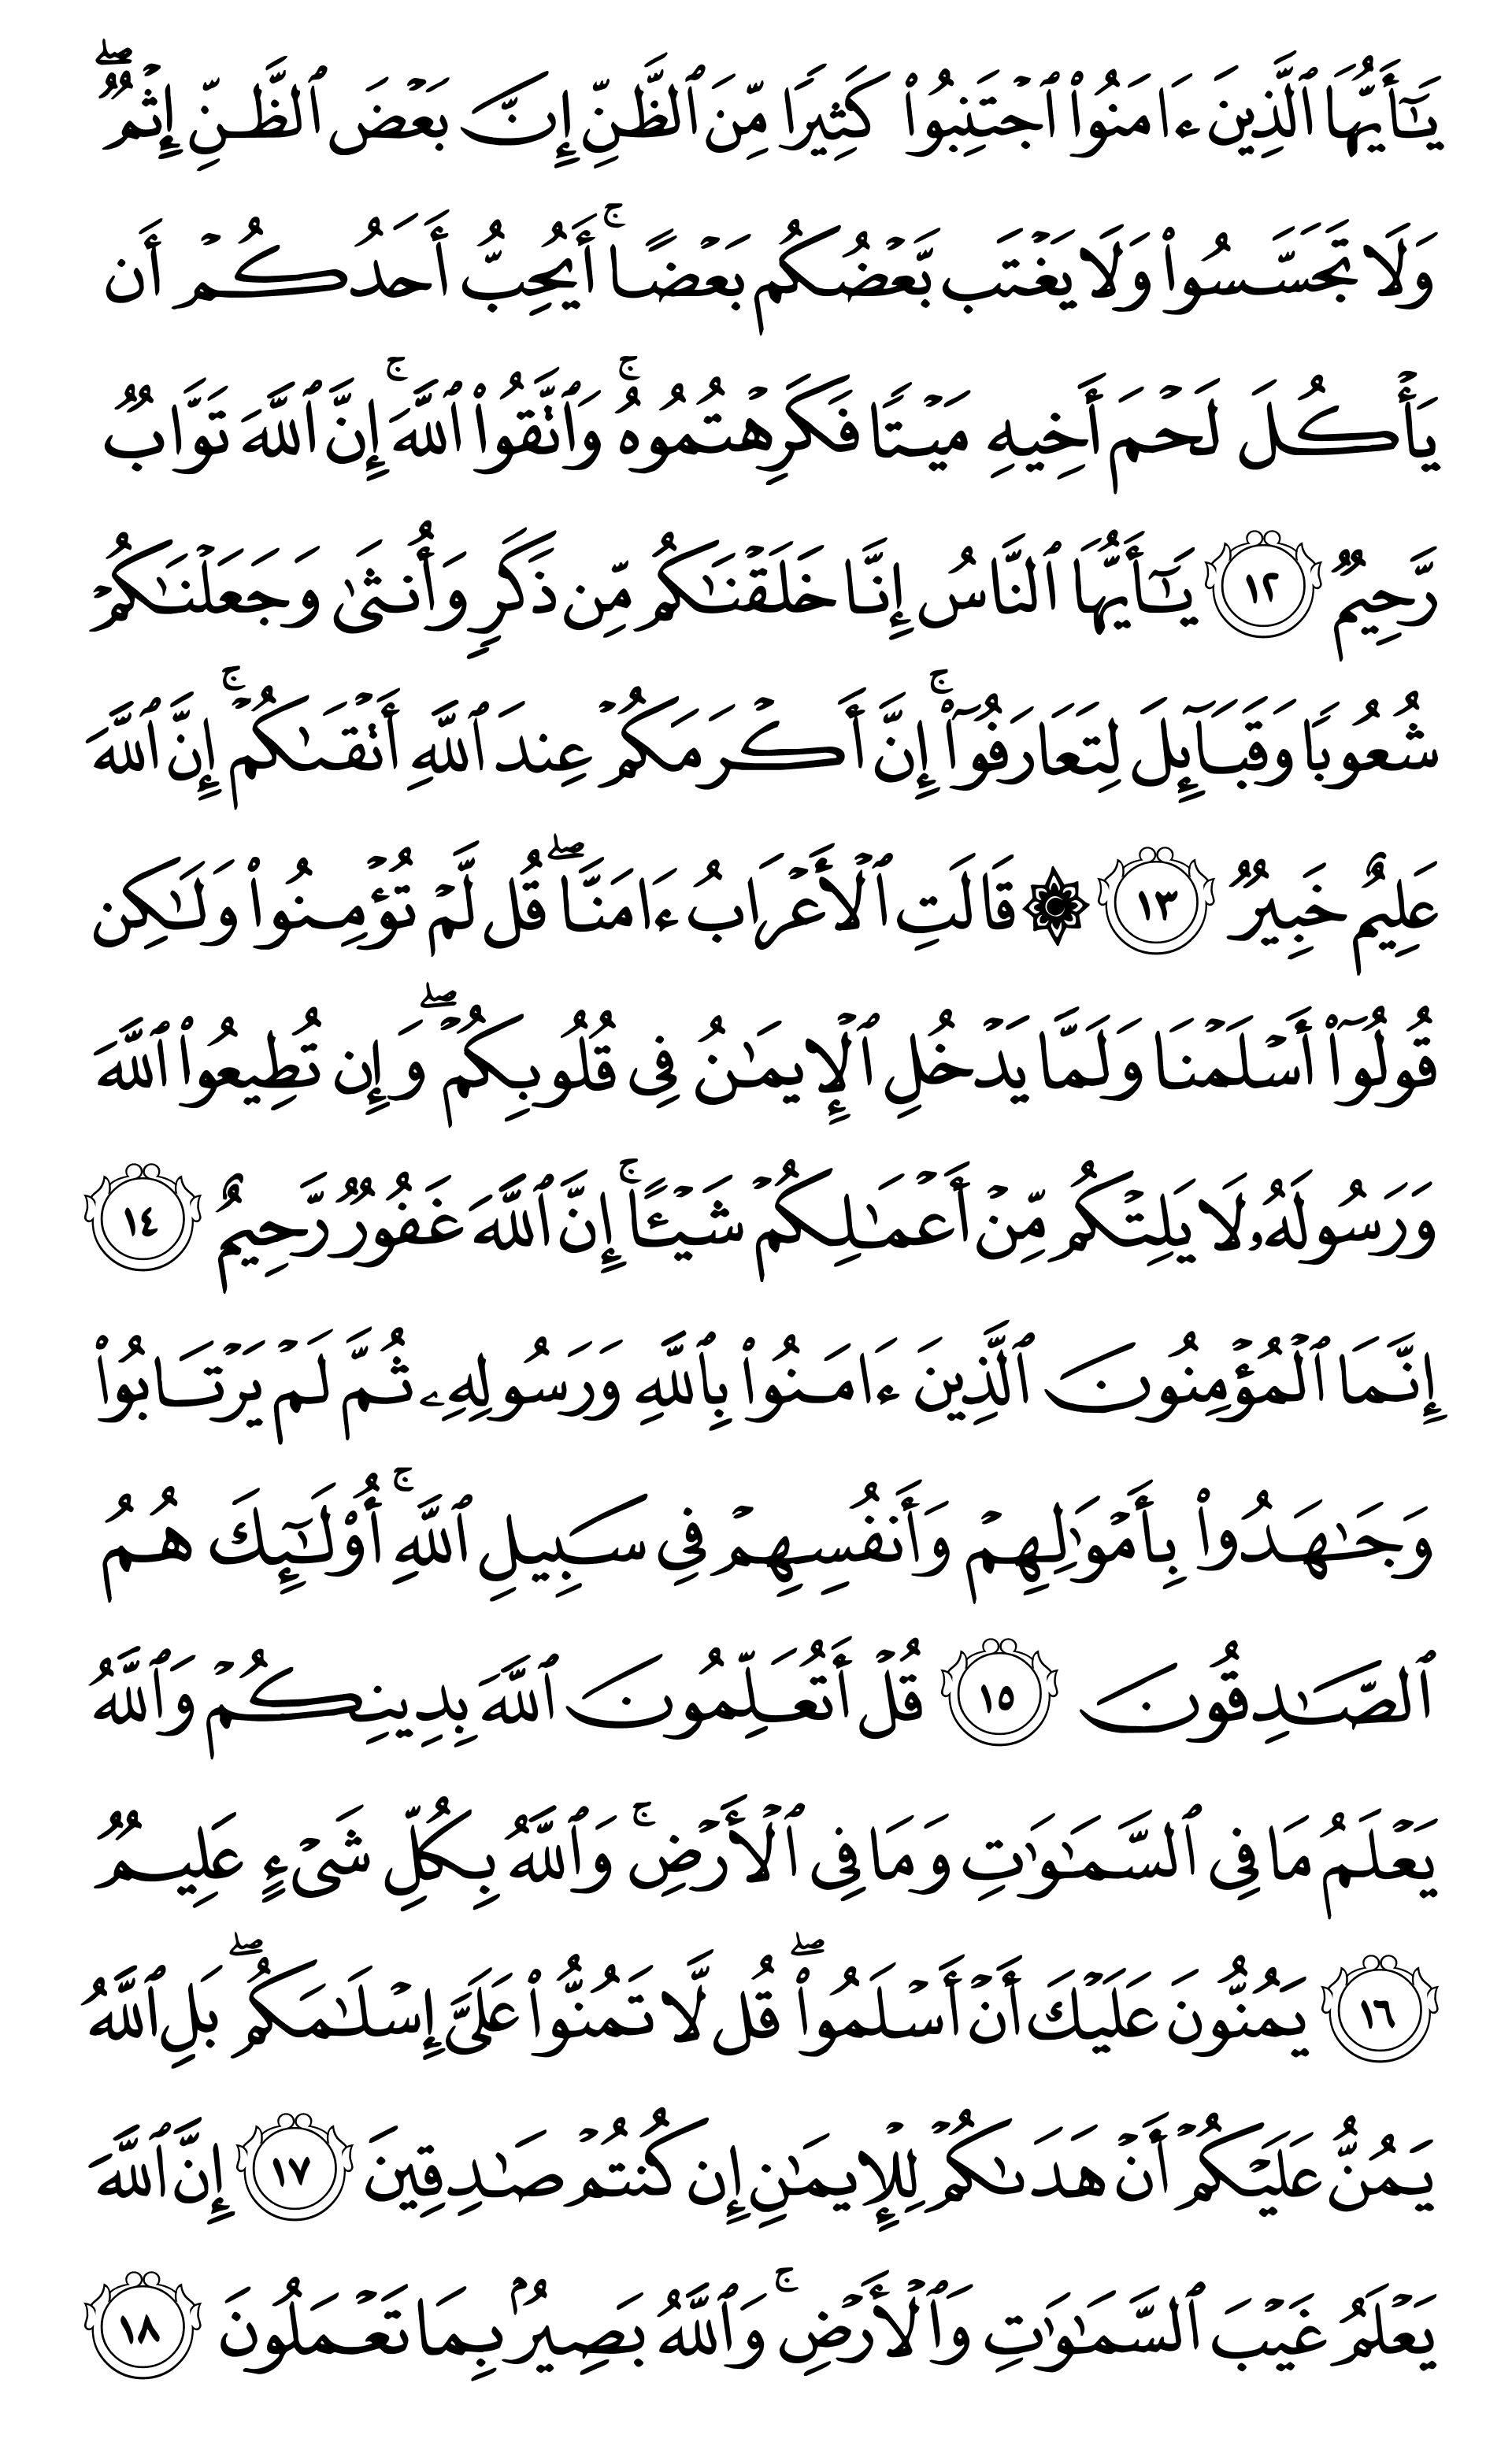 يَـٰٓأَيُّهَا ٱلَّذِينَ ءَامَنُوا۟ ٱجْتَنِبُوا۟ كَثِيرًا مِّنَ ٱلظَّنِّ إِنَّ بَعْضَ ٱلظَّنِّ إِثْمٌ ۖ
وَلَا تَجَسَّسُوا۟ وَلَا يَغْتَب بَّعْضُكُم بَعْضًا ۚ أَيُحِبُّ أَحَدُكُمْ أَن
يَأْكُلَ لَحْمَ أَخِيهِ مَيْتًا فَكَرِهْتُمُوهُ ۚ وَٱتَّقُوا۟ ٱللَّهَ ۚ إِنَّ ٱللَّهَ تَوَّابٌ
رَّحِيمٌ ١٢ يَـٰٓأَيُّهَا ٱلنَّاسُ إِنَّا خَلَقْنَـٰكُم مِّن ذَكَرٍ وَأُنثَىٰ وَجَعَلْنَـٰكُمْ
شُعُوبًا وَقَبَآئِلَ لِتَعَارَفُوٓا۟ ۚ إِنَّ أَكْرَمَكُمْ عِندَ ٱللَّهِ أَتْقَىٰكُمْ ۚ إِنَّ ٱللَّهَ
عَلِيمٌ خَبِيرٌ ١٣ ۞ قَالَتِ ٱلْأَعْرَابُ ءَامَنَّا ۖ قُل لَّمْ تُؤْمِنُوا۟ وَلَـٰكِن
قُولُوٓا۟ أَسْلَمْنَا وَلَمَّا يَدْخُلِ ٱلْإِيمَـٰنُ فِى قُلُوبِكُمْ ۖ وَإِن تُطِيعُوا۟ ٱللَّهَ
وَرَسُولَهُۥ لَا يَلِتْكُم مِّنْ أَعْمَـٰلِكُمْ شَيْـًٔا ۚ إِنَّ ٱللَّهَ غَفُورٌ رَّحِيمٌ ١٤
إِنَّمَا ٱلْمُؤْمِنُونَ ٱلَّذِينَ ءَامَنُوا۟ بِٱللَّهِ وَرَسُولِهِۦ ثُمَّ لَمْ يَرْتَابُوا۟
وَجَـٰهَدُوا۟ بِأَمْوَٰلِهِمْ وَأَنفُسِهِمْ فِى سَبِيلِ ٱللَّهِ ۚ أُو۟لَـٰٓئِكَ هُمُ
ٱلصَّـٰدِقُونَ ١٥ قُلْ أَتُعَلِّمُونَ ٱللَّهَ بِدِينِكُمْ وَٱللَّهُ
يَعْلَمُ مَا فِى ٱلسَّمَـٰوَٰتِ وَمَا فِى ٱلْأَرْضِ ۚ وَٱللَّهُ بِكُلِّ شَىْءٍ عَلِيمٌ
١٦ يَمُنُّونَ عَلَيْكَ أَنْ أَسْلَمُوا۟ ۖ قُل لَّا تَمُنُّوا۟ عَلَىَّ إِسْلَـٰمَكُم ۖ بَلِ ٱللَّهُ
يَمُنُّ عَلَيْكُمْ أَنْ هَدَىٰكُمْ لِلْإِيمَـٰنِ إِن كُنتُمْ صَـٰدِقِينَ ١٧ إِنَّ ٱللَّهَ
يَعْلَمُ غَيْبَ ٱلسَّمَـٰوَٰتِ وَٱلْأَرْضِ ۚ وَٱللَّهُ بَصِيرٌۢ بِمَا تَعْمَلُونَ ١٨